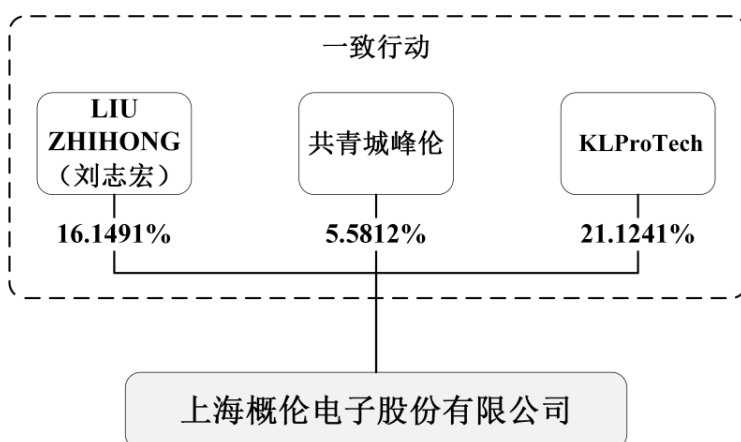 一致行动
LIU
ZHIHONG
（刘志宏）
共青城峰伦
KLProTech
16.1491%
5.5812%
21.1241%
上海概伦电子股份有限公司